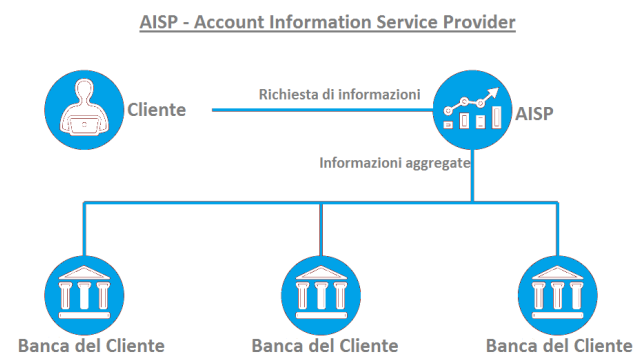 AISP - Account Information Service Provider
Richiesta di informazioni
Cliente
AISP
Informazioni aggregate
Banca del Cliente
Banca del Cliente
Banca del Cliente